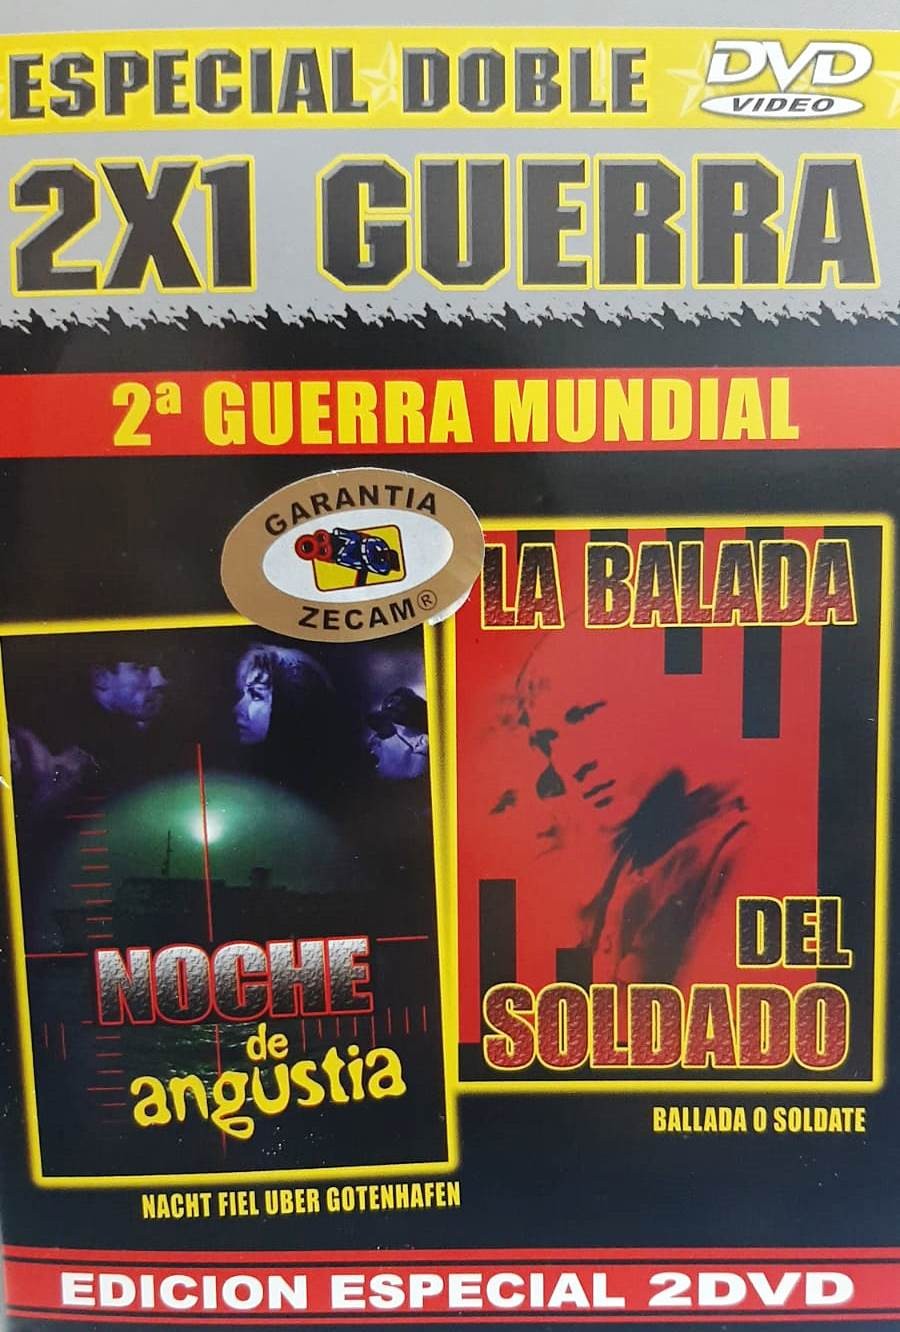 ESPECIAL DOBLE
DVD
VIDEO
2X1 GUERRA
2ª GUERRA MUNDIAL
GARANTIA
ZECAM®
LA BALADA
DEL
SOLDADO
BALLADA O SOLDATE
NOCHE
de
angustia
NACHT FIEL UBER GOTENHAFEN
EDICION ESPECIAL 2DVD